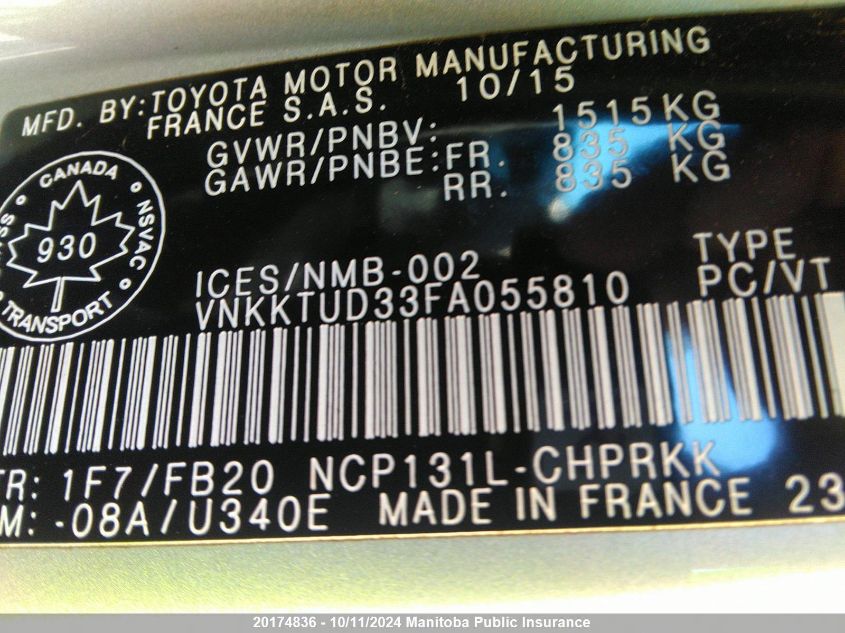 MFD. BY:TOYOTA MOTOR MANUFACTURING
FRANCE S.A.S. 10/15
GVWR/PNBV: 1515KG
GAWR/PNBE:FR. 835 KG
RR. 835 KG
CANADA
NSVAC
930
TRANSPORT
ICES/NMB-002
VNKKTUD33FA055810
TYPE
PC/VT
TR: 1F7/FB20 NCP131L-CHPRKK
M: -08A/U340E MADE IN FRANCE 23
20174836 - 10/11/2024 Manitoba Public Insurance